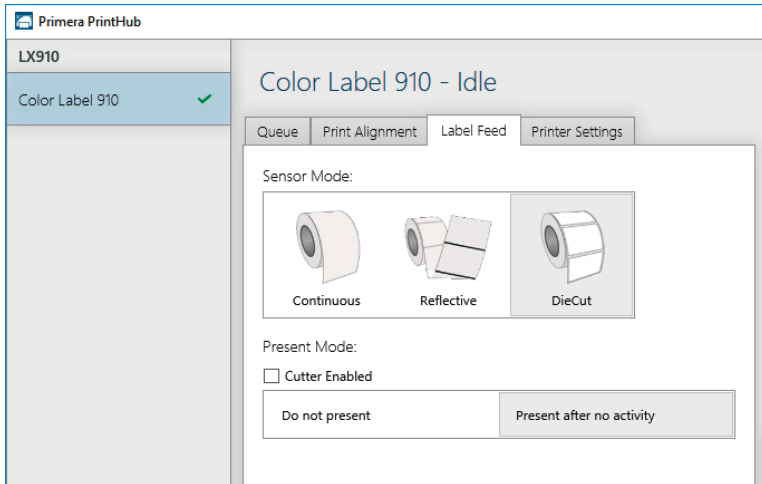 Primera PrintHub
LX910
Color Label 910
Color Label 910 - Idle
Queue Print Alignment Label Feed Printer Settings
Sensor Mode:
Continuous Reflective DieCut
Present Mode:
Cutter Enabled
Do not present Present after no activity